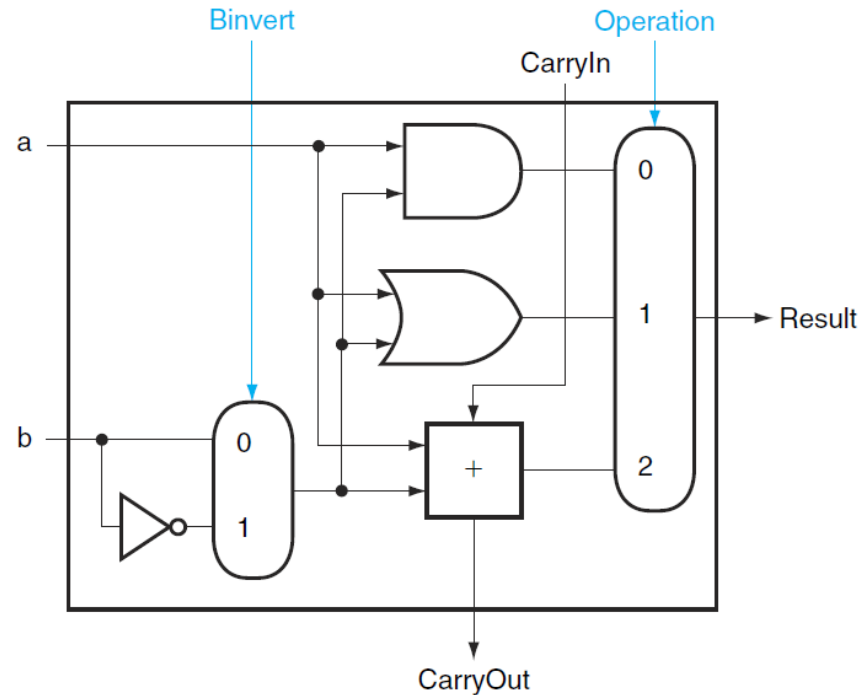 Binvert
Operation
CarryIn
a
0
1
Result
b
0
+
2
1
CarryOut